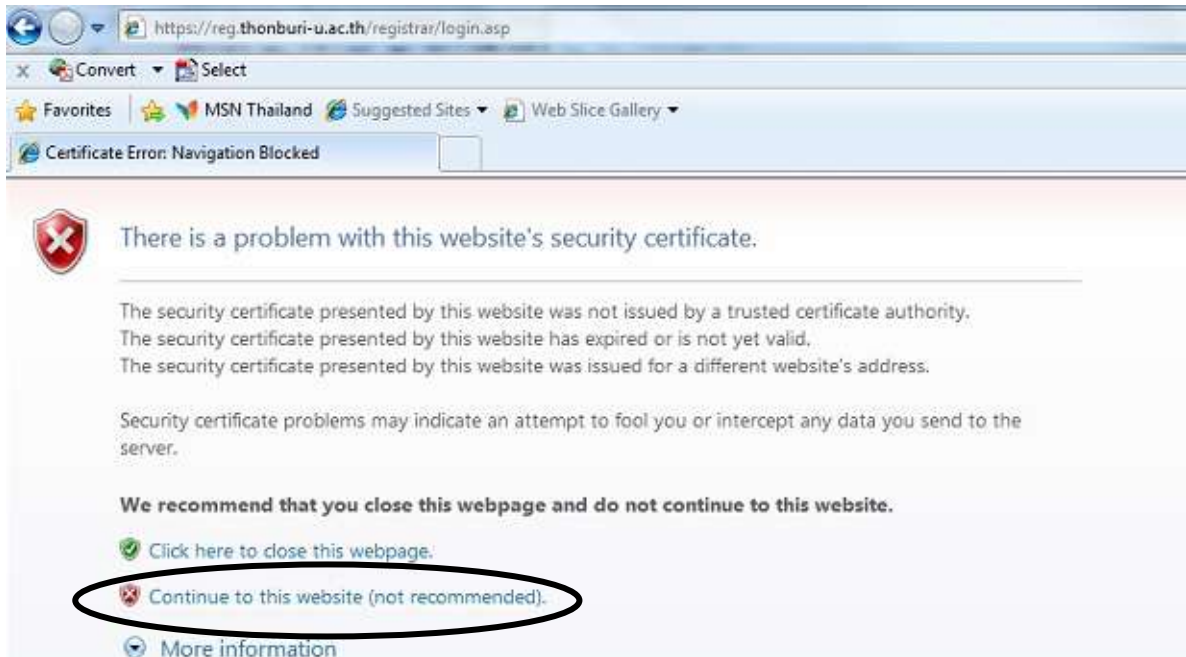 https://reg.thonburi-u.ac.th/registrar/login.asp
x Convert Select
Favorites MSN Thailand Suggested Sites Web Slice Gallery
Certificate Error: Navigation Blocked
There is a problem with this website's security certificate.
The security certificate presented by this website was not issued by a trusted certificate authority.
The security certificate presented by this website has expired or is not yet valid.
The security certificate presented by this website was issued for a different website's address.
Security certificate problems may indicate an attempt to fool you or intercept any data you send to the
server.
We recommend that you close this webpage and do not continue to this website.
Click here to close this webpage.
Continue to this website (not recommended).
More information